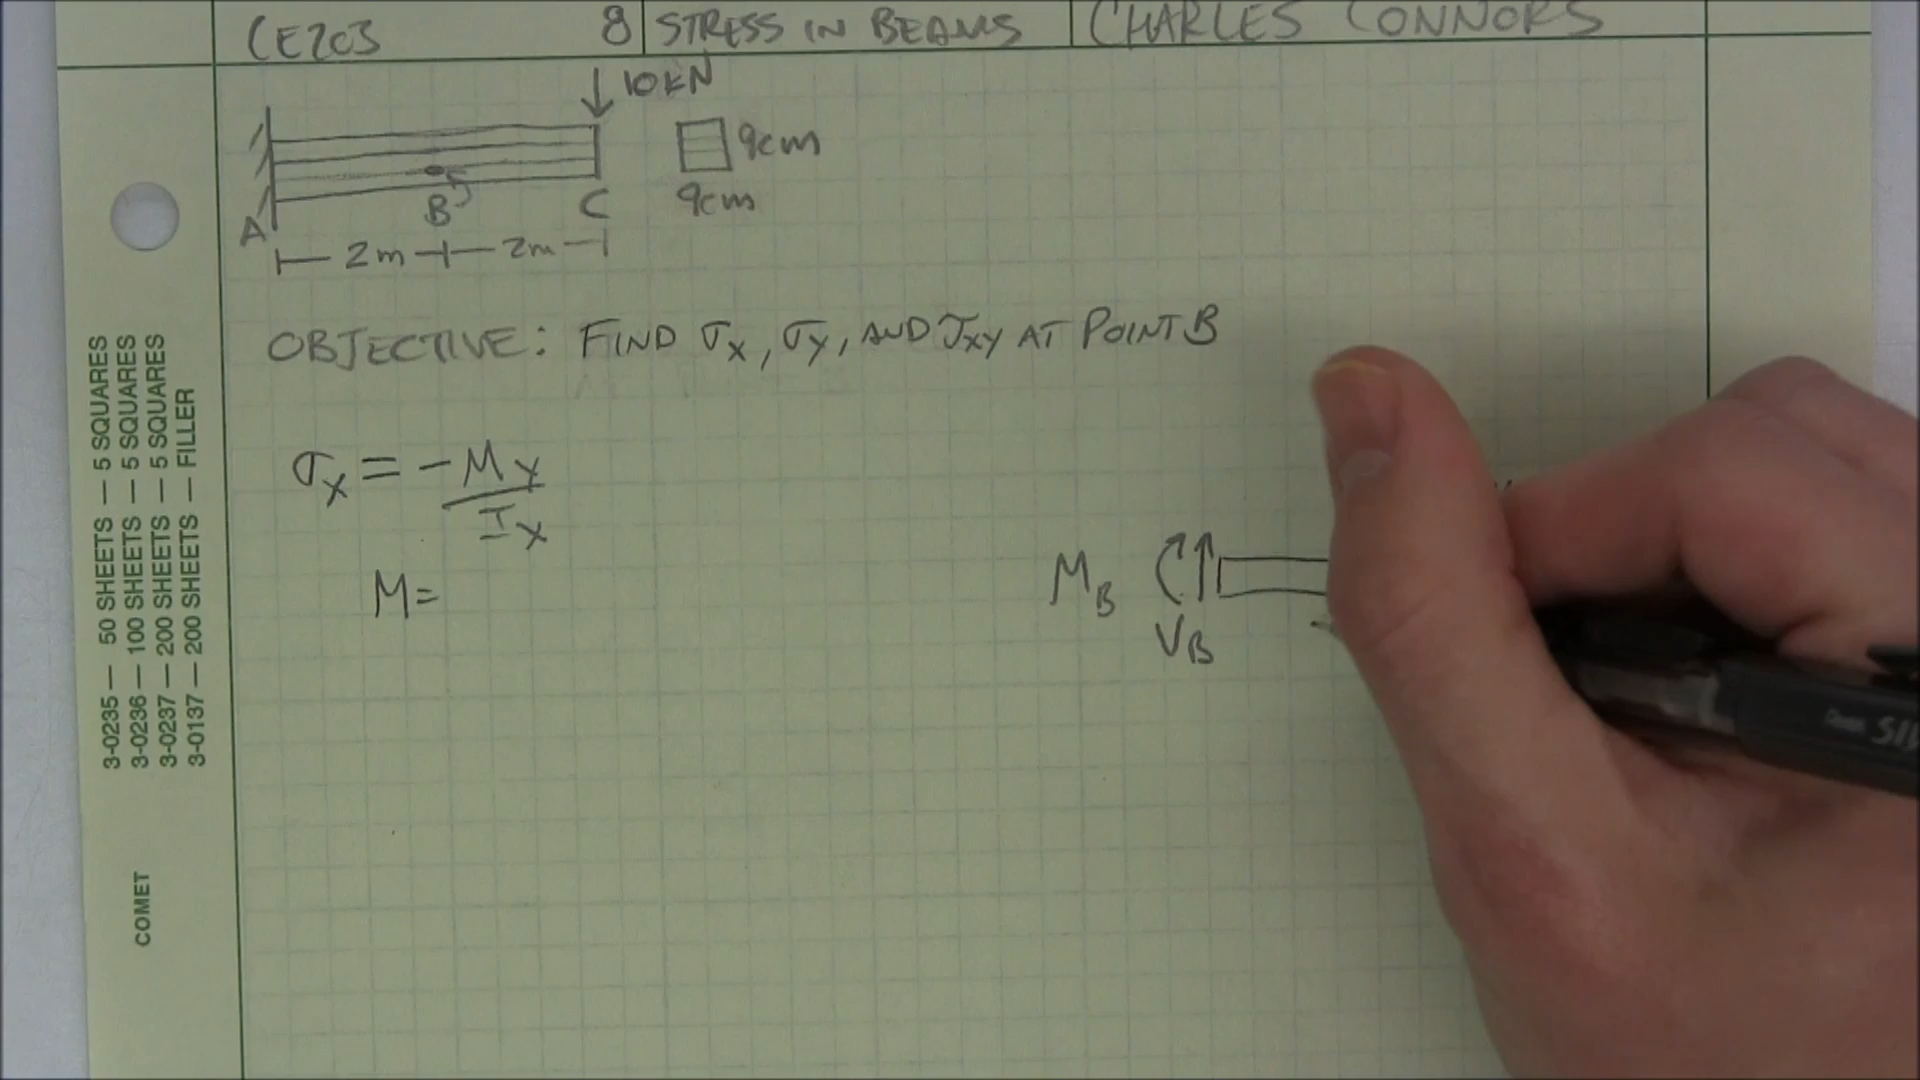 CE203 8 STRESS IN BEAMS CHARLES CONNORS
10kN
9cm
9cm
A B C
2m 2m
OBJECTIVE: FIND σx, σy, AND τxy AT POINT B
σx = -My
Ix
M=
MB
VB
3-0235 — 50 SHEETS — 5 SQUARES
3-0236 — 100 SHEETS — 5 SQUARES
3-0237 — 200 SHEETS — 5 SQUARES
3-0137 — 200 SHEETS — FILLER
COMET